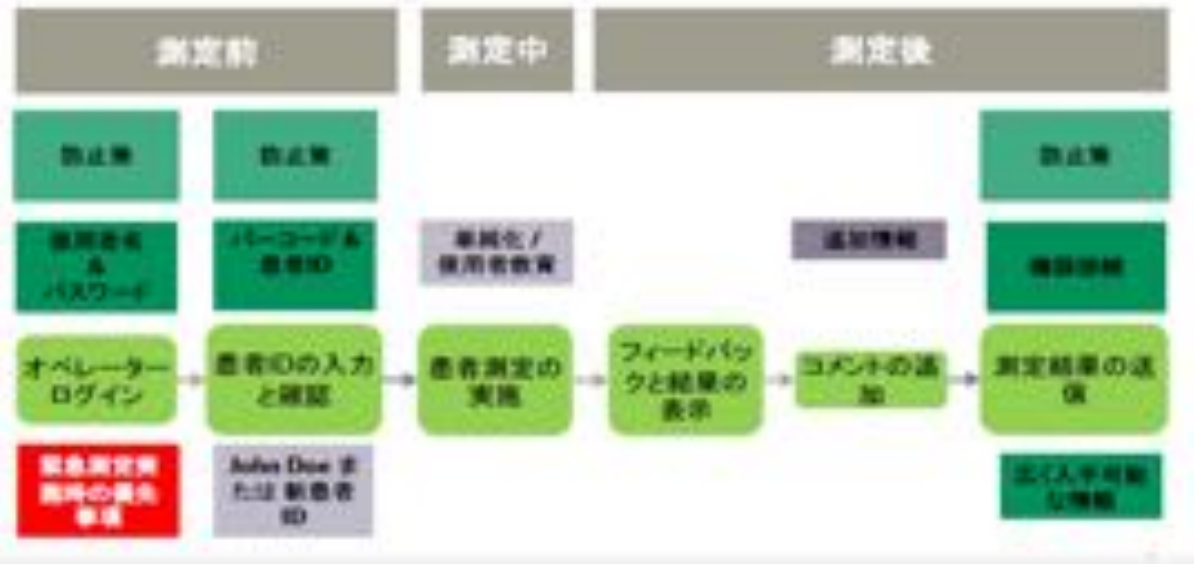 測定前
測定中
測定後
防止策
防止策
防止策
使用者名
&
パスワード
バーコード &
患者ID
単純化 /
使用者教育
追加情報
機器接続
オペレーター
ログイン
患者IDの入力
と確認
患者測定の
実施
フィードバッ
クと結果の
表示
コメントの追
加
測定結果の送
信
緊急測定実
施時の優先
事項
John Doe ま
たは 新患者
ID
広く入手可能
な情報